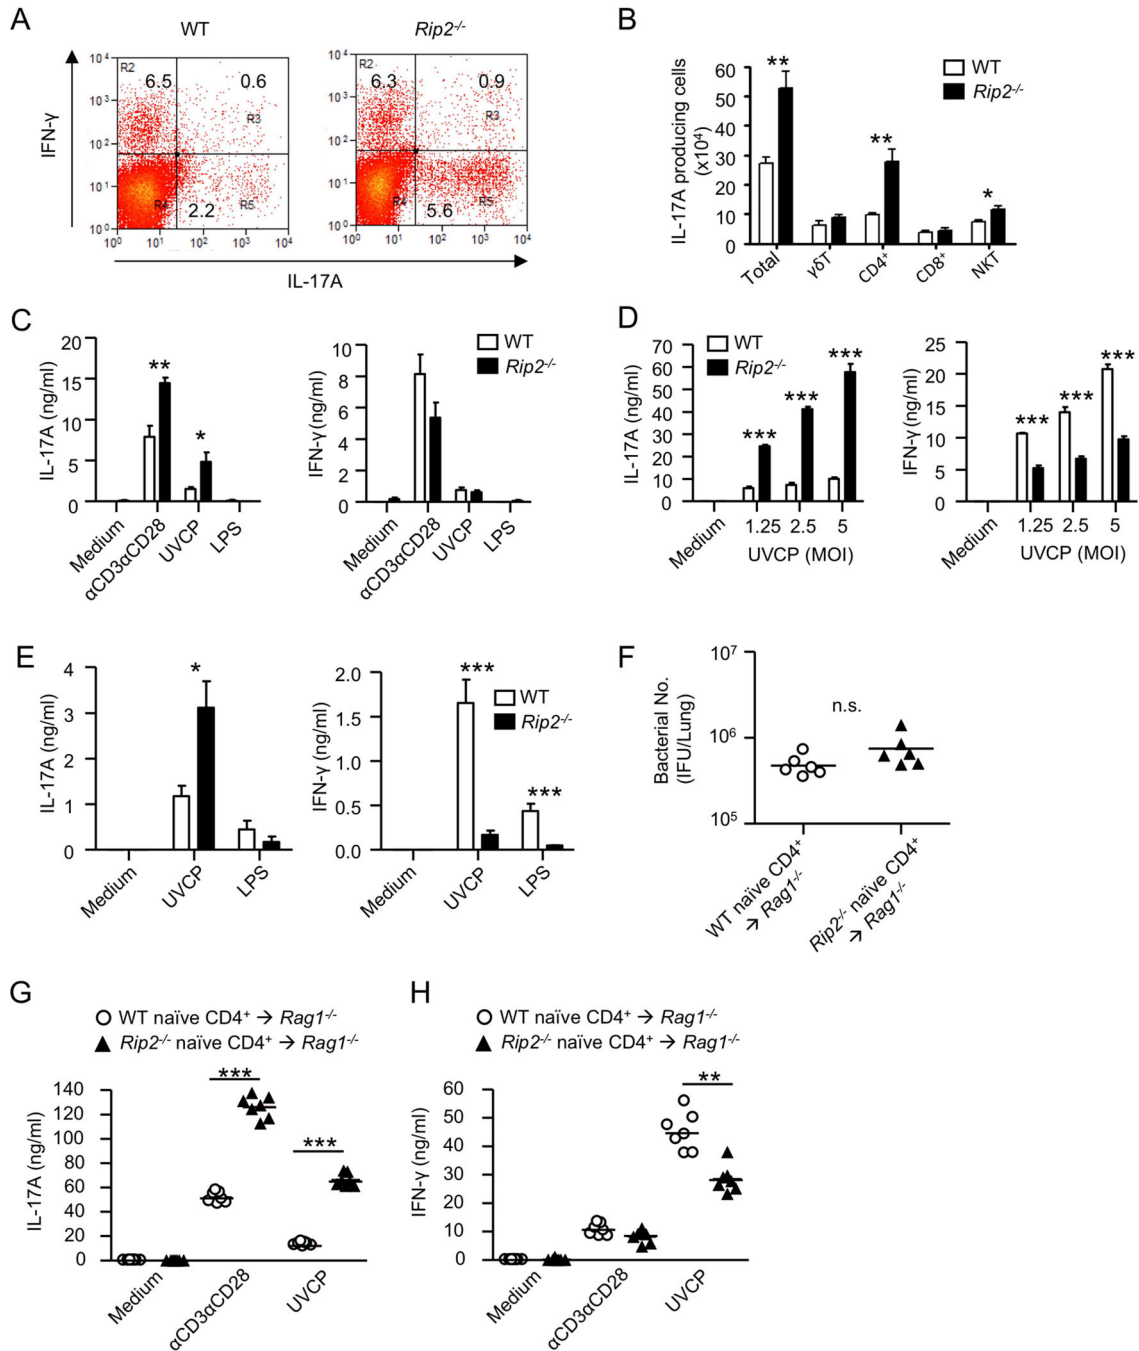 A
WT
Rip2-/-
10⁴
10³
10²
10¹
10⁰
R2
6.5
0.6
R3
R4
2.2
R5
10⁰ 10¹ 10² 10³ 10⁴
10⁴
10³
10²
10¹
10⁰
R2
6.3
0.9
R3
R4
5.6
R5
10⁰ 10¹ 10² 10³ 10⁴
IFN-γ
IL-17A
B
WT
Rip2-/-
IL-17A producing cells
(x10⁴)
60
50
40
30
20
10
0
**
**
*
Total γδT CD4⁺ CD8⁺ NKT
C
IL-17A (ng/ml)
20
15
10
5
0
**
*
Medium αCD3αCD28 UVCP LPS
WT
Rip2-/-
IFN-γ (ng/ml)
10
8
6
4
2
0
Medium αCD3αCD28 UVCP LPS
D
WT
Rip2-/-
IL-17A (ng/ml)
70
60
50
40
30
20
10
0
*** *** ***
Medium 1.25 2.5 5
UVCP (MOI)
IFN-γ (ng/ml)
25
20
15
10
5
0
*** *** ***
Medium 1.25 2.5 5
UVCP (MOI)
E
IL-17A (ng/ml)
4
3
2
1
0
*
Medium UVCP LPS
IFN-γ (ng/ml)
2.0
1.5
1.0
0.5
0.0
***
***
WT
Rip2-/-
Medium UVCP LPS
F
Bacterial No.
(IFU/Lung)
10⁷
10⁶
10⁵
n.s.
WT naïve CD4⁺
→ Rag1-/-
Rip2-/- naïve CD4⁺
→ Rag1-/-
G
WT naïve CD4⁺ → Rag1-/-
Rip2-/- naïve CD4⁺ → Rag1-/-
IL-17A (ng/ml)
140
120
100
80
60
40
20
0
***
***
Medium αCD3αCD28 UVCP
H
WT naïve CD4⁺ → Rag1-/-
Rip2-/- naïve CD4⁺ → Rag1-/-
IFN-γ (ng/ml)
60
50
40
30
20
10
0
**
Medium αCD3αCD28 UVCP